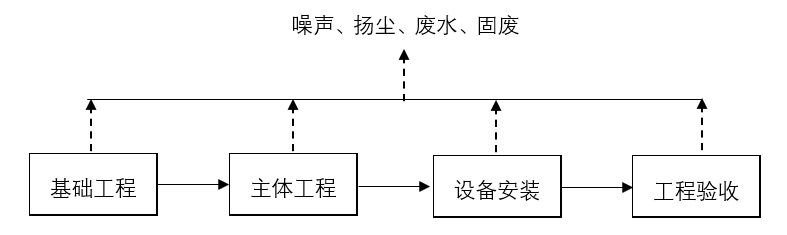 噪声、扬尘、废水、固废
基础工程
主体工程
设备安装
工程验收